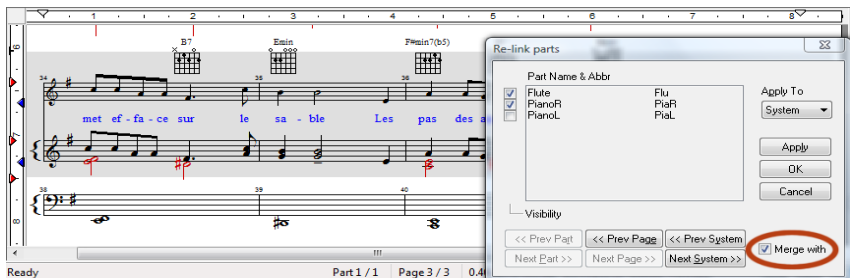 1 2 3 4 5 6 7 8
B7 Emin F#min7(b5)
34 35 36
met ef - fa - ce sur le sa - ble Les pas des a
38 39 40
Ready Part 1 / 1 Page 3 / 3
Re-link parts
Part Name & Abbr
Flute Flu
PianoR PiaR
PianoL PiaL
Visibility
Apply To
System
Apply
OK
Cancel
<< Prev Part << Prev Page << Prev System
Next Part >> Next Page >> Next System >>
Merge with